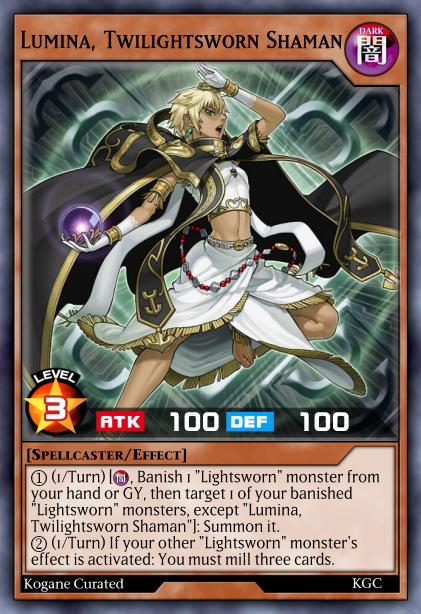 Lumina, Twilightsworn Shaman
DARK
闇
LEVEL
3
ATK 100 DEF 100
[Spellcaster/Effect]
① (1/Turn) [闇, Banish 1 "Lightsworn" monster from
your hand or GY, then target 1 of your banished
"Lightsworn" monsters, except "Lumina,
Twilightsworn Shaman"]: Summon it.
② (1/Turn) If your other "Lightsworn" monster's
effect is activated: You must mill three cards.
Kogane Curated KGC